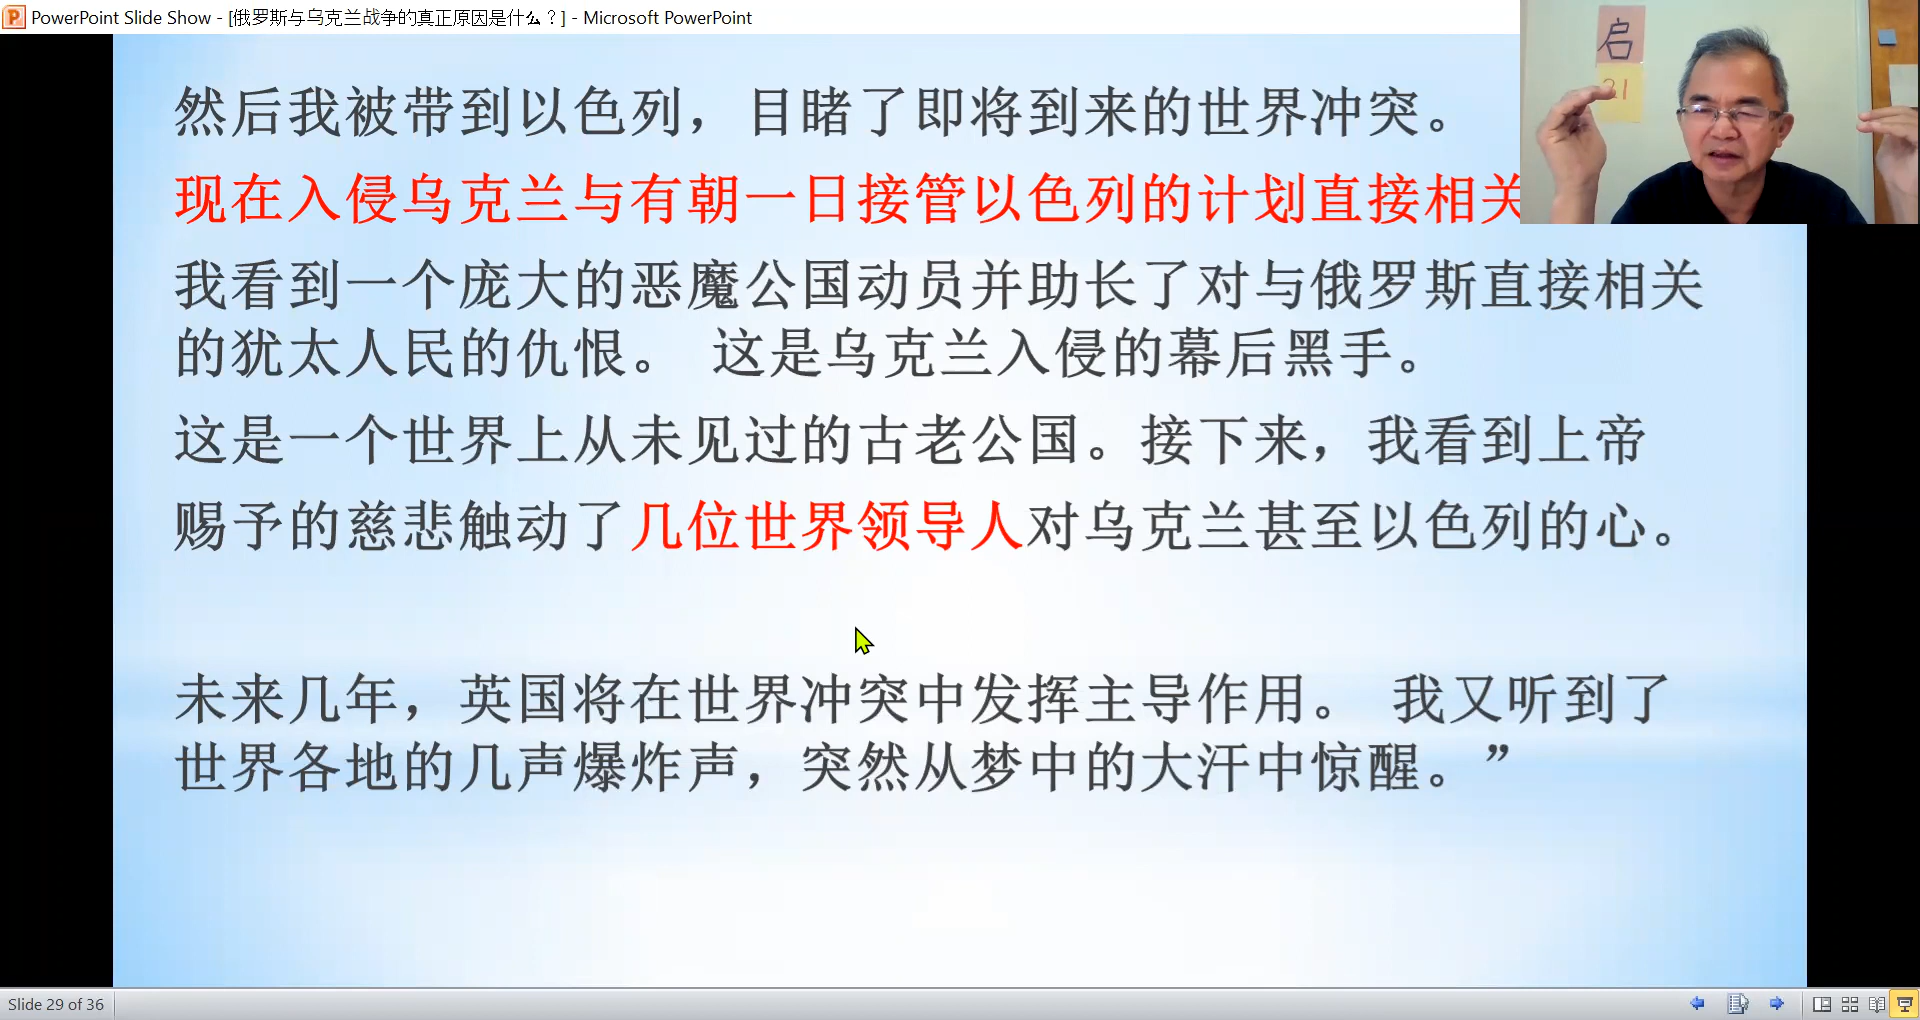 PowerPoint Slide Show - [俄罗斯与乌克兰战争的真正原因是什么？] - Microsoft PowerPoint
启
21
然后我被带到以色列，目睹了即将到来的世界冲突。
现在入侵乌克兰与有朝一日接管以色列的计划直接相关
我看到一个庞大的恶魔公国动员并助长了对与俄罗斯直接相关
的犹太人民的仇恨。 这是乌克兰入侵的幕后黑手。
这是一个世界上从未见过的古老公国。接下来，我看到上帝
赐予的慈悲触动了几位世界领导人对乌克兰甚至以色列的心。
未来几年，英国将在世界冲突中发挥主导作用。 我又听到了
世界各地的几声爆炸声，突然从梦中的大汗中惊醒。”
Slide 29 of 36